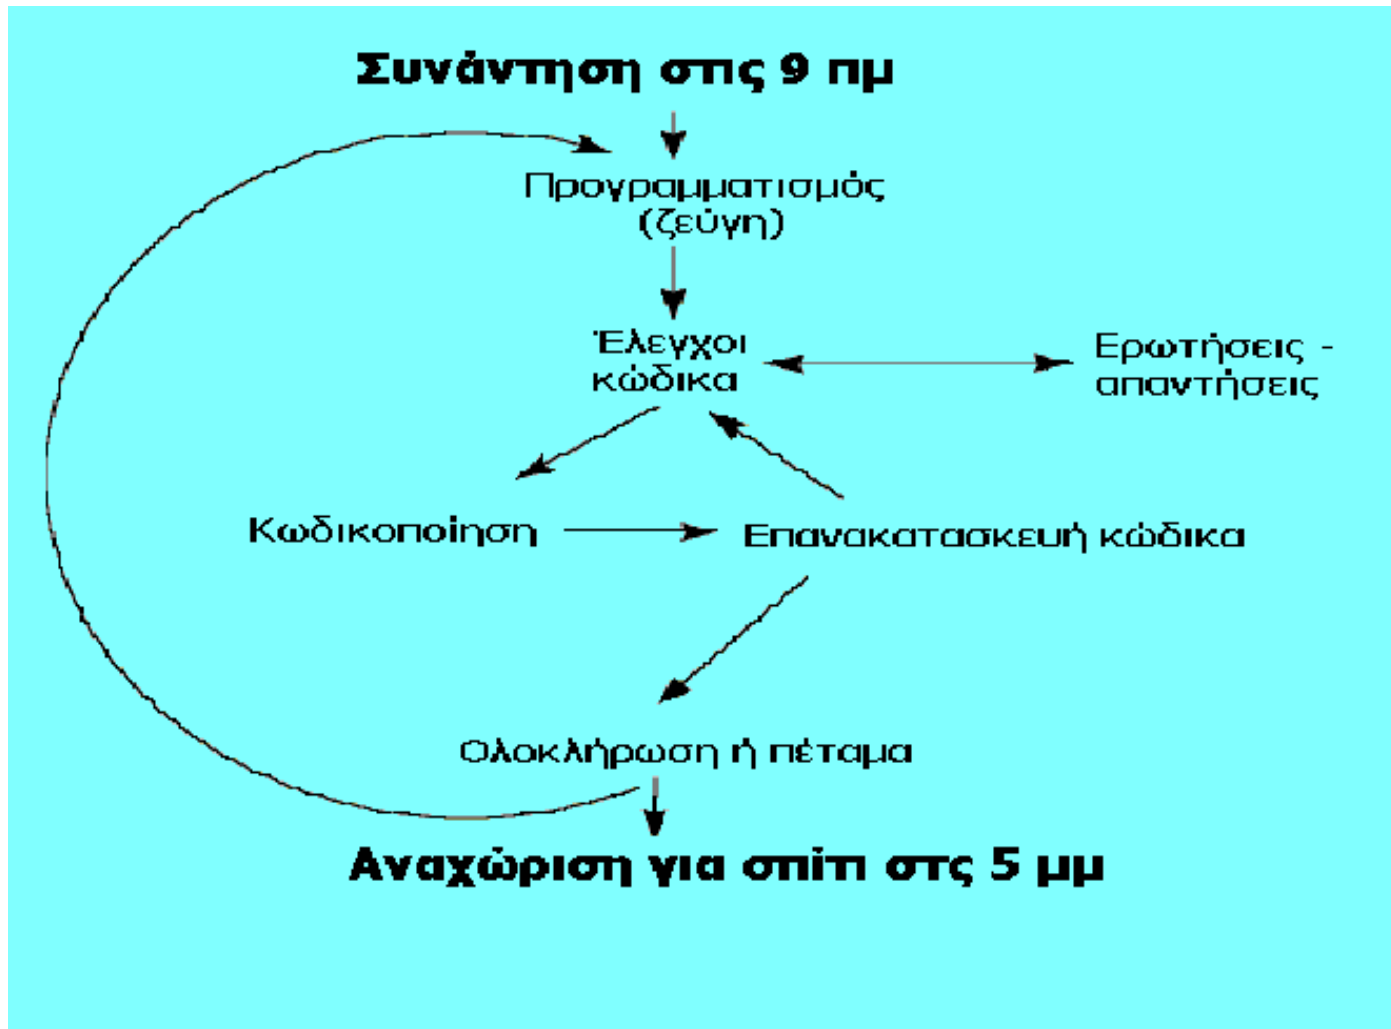 Συνάντηση στις 9 πμ
Προγραμματισμός
(ζεύγη)
Έλεγχοι
κώδικα
Ερωτήσεις -
απαντήσεις
Κωδικοποίηση
Επανακατασκευή κώδικα
Ολοκλήρωση ή πέταμα
Αναχώριση για σπίτι στς 5 μμ